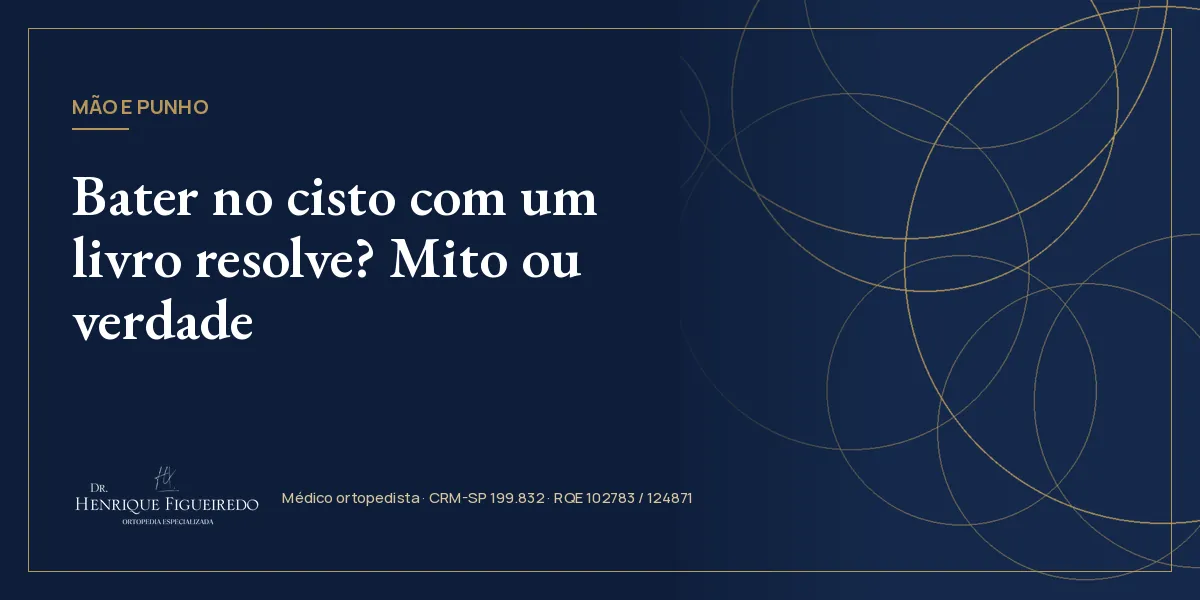 MÃO E PUNHO
Bater no cisto com um
livro resolve? Mito ou
verdade
DR.
HENRIQUE FIGUEIREDO
ORTOPEDIA ESPECIALIZADA
Médico ortopedista · CRM-SP 199.832 · RQE 102783 / 124871